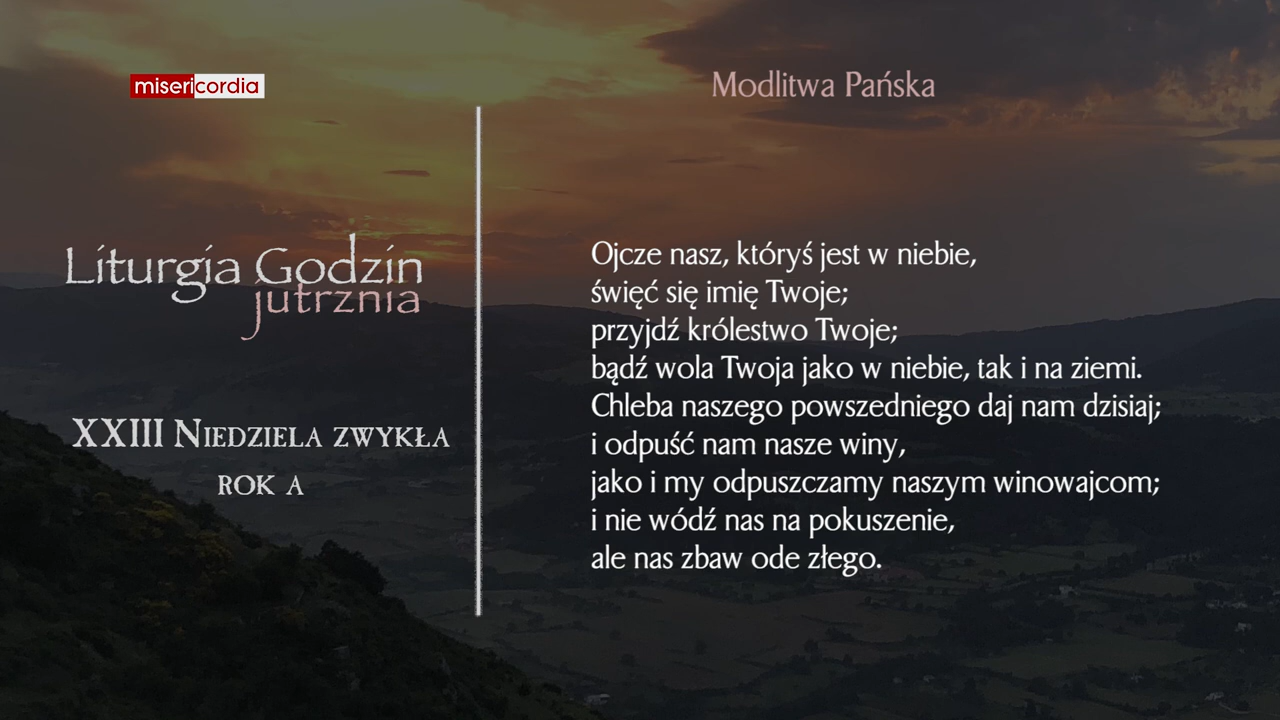 misericordia
Liturgia Godzin
jutrznia
XXIII Niedziela zwykła
rok A
Modlitwa Pańska
Ojcze nasz, któryś jest w niebie,
święć się imię Twoje;
przyjdź królestwo Twoje;
bądź wola Twoja jako w niebie, tak i na ziemi.
Chleba naszego powszedniego daj nam dzisiaj;
i odpuść nam nasze winy,
jako i my odpuszczamy naszym winowajcom;
i nie wódź nas na pokuszenie,
ale nas zbaw ode złego.